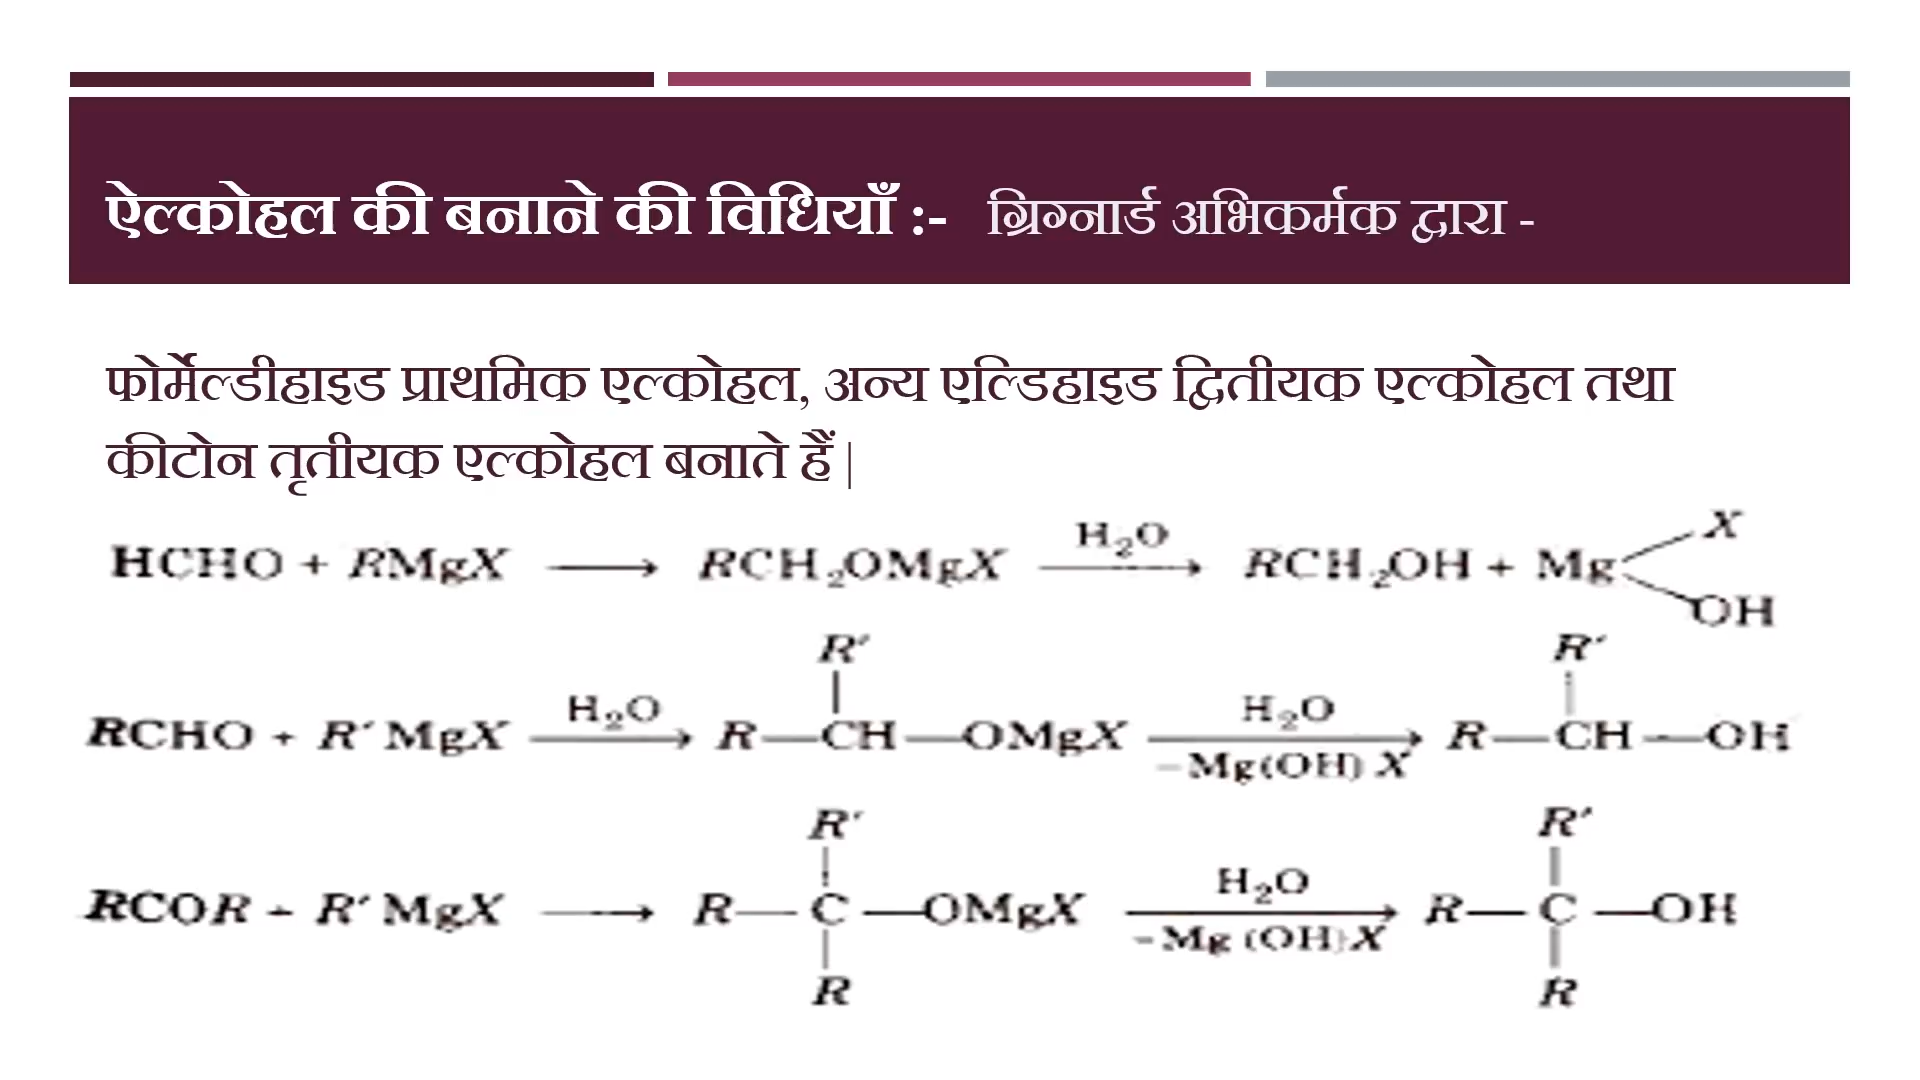 ऐल्कोहल की बनाने की विधियाँ :- ग्रिग्नार्ड अभिकर्मक द्वारा -
फोर्मेल्डीहाइड प्राथमिक एल्कोहल, अन्य एल्डिहाइड द्वितीयक एल्कोहल तथा
कीटोन तृतीयक एल्कोहल बनाते हैं |
H₂O X
HCHO + RMgX ⟶ RCH₂OMgX ⟶ RCH₂OH + Mg
OH
R′ R′
H₂O H₂O
RCHO + R′ MgX ⟶ R—CH—OMgX ⟶ R—CH—OH
–Mg(OH) X
R′ R′
H₂O
RCOR + R′ MgX ⟶ R—C—OMgX ⟶ R—C—OH
–Mg (OH) X
R R